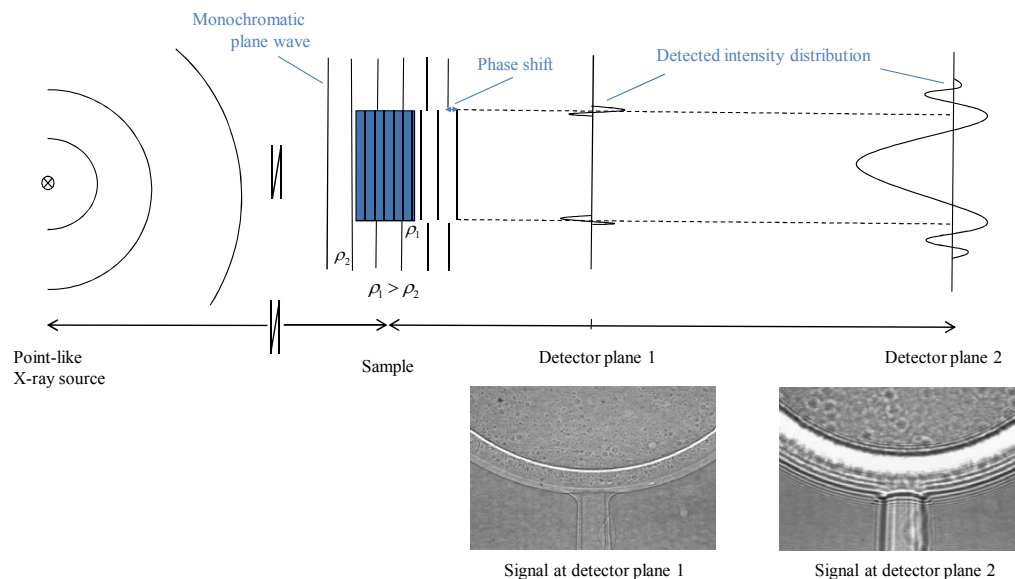 Monochromatic
plane wave
Phase shift
Detected intensity distribution
ρ₁
ρ₂
ρ₁ > ρ₂
Point-like
X-ray source
Sample
Detector plane 1
Detector plane 2
Signal at detector plane 1
Signal at detector plane 2